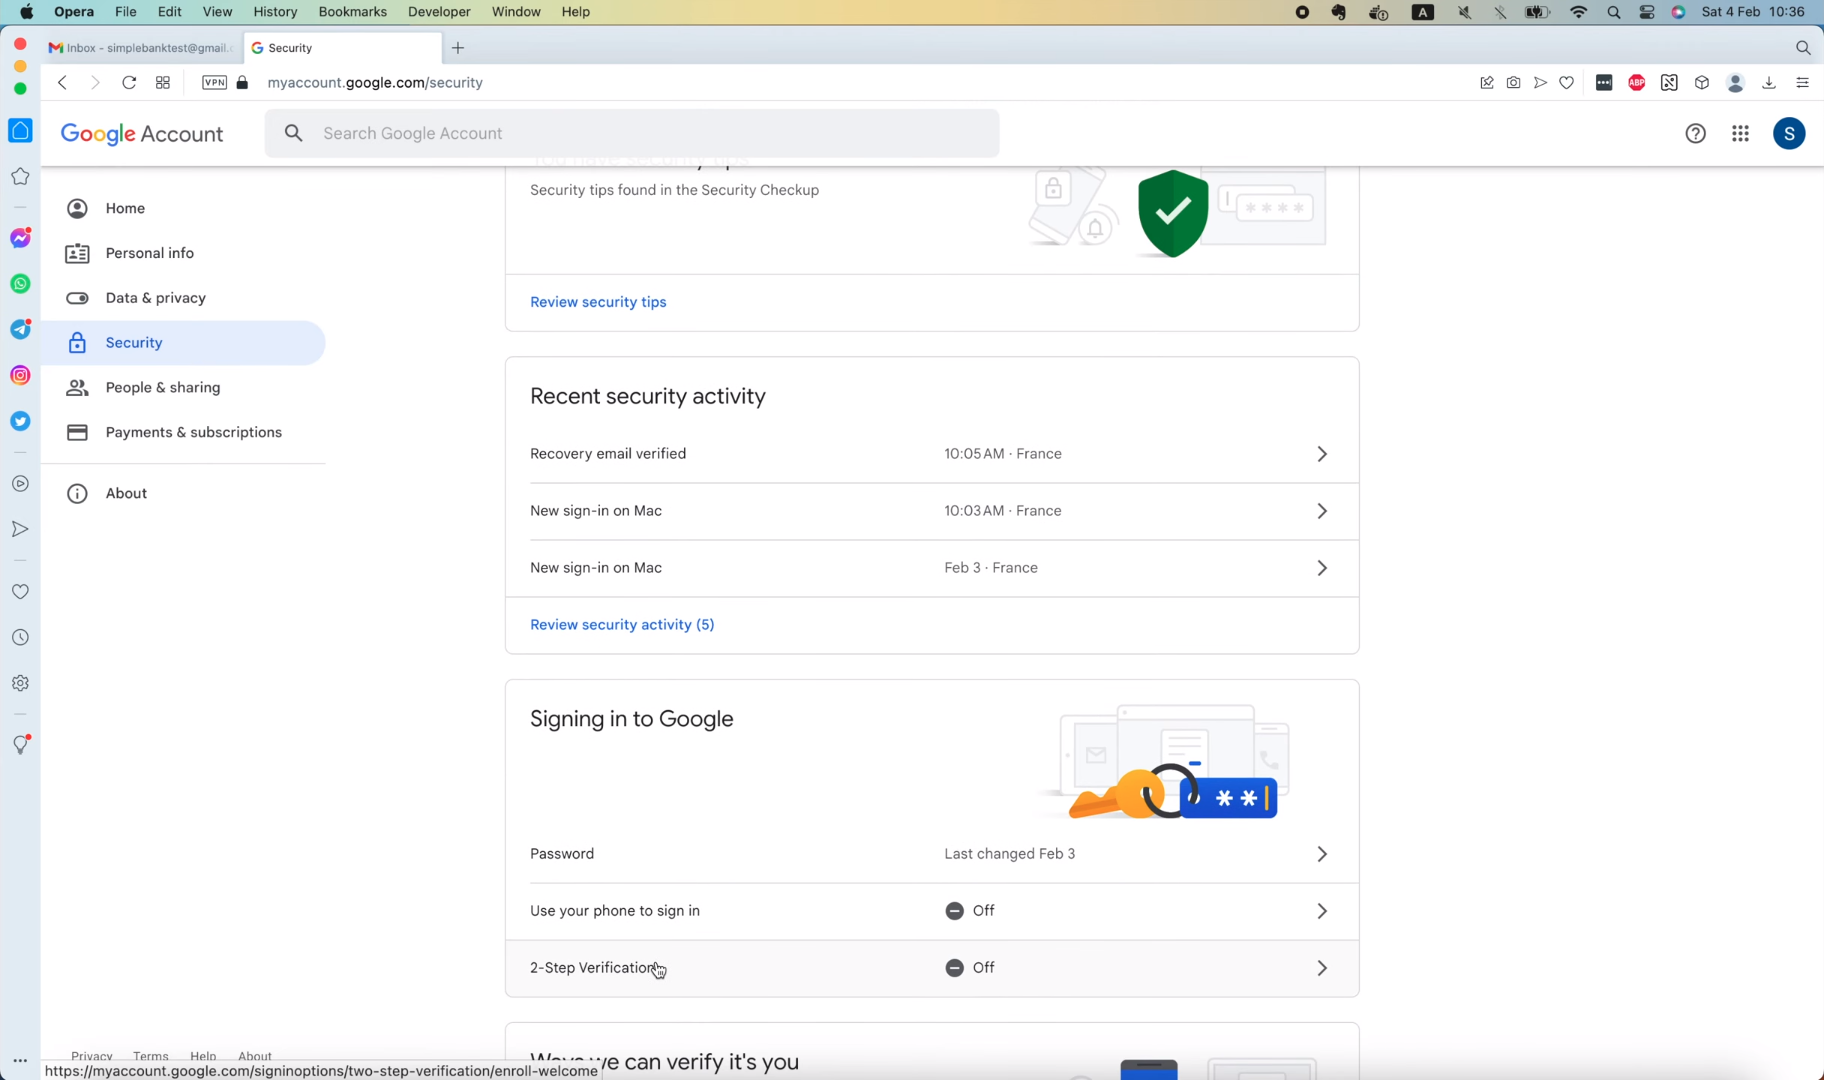 Opera File Edit View History Bookmarks Developer Window Help A Sat 4 Feb 10:36
Inbox - simplebanktest@gmail.c Security
VPN myaccount.google.com/security ABP
Google Account Search Google Account S
You have security tips
Security tips found in the Security Checkup
* * * *
Review security tips
Home
Personal info
Data & privacy
Security
People & sharing
Payments & subscriptions
About
Recent security activity
Recovery email verified 10:05 AM · France
New sign-in on Mac 10:03 AM · France
New sign-in on Mac Feb 3 · France
Review security activity (5)
Signing in to Google
* *
Password Last changed Feb 3
Use your phone to sign in Off
2-Step Verification Off
Ways we can verify it's you
Privacy Terms Help About
https://myaccount.google.com/signinoptions/two-step-verification/enroll-welcome